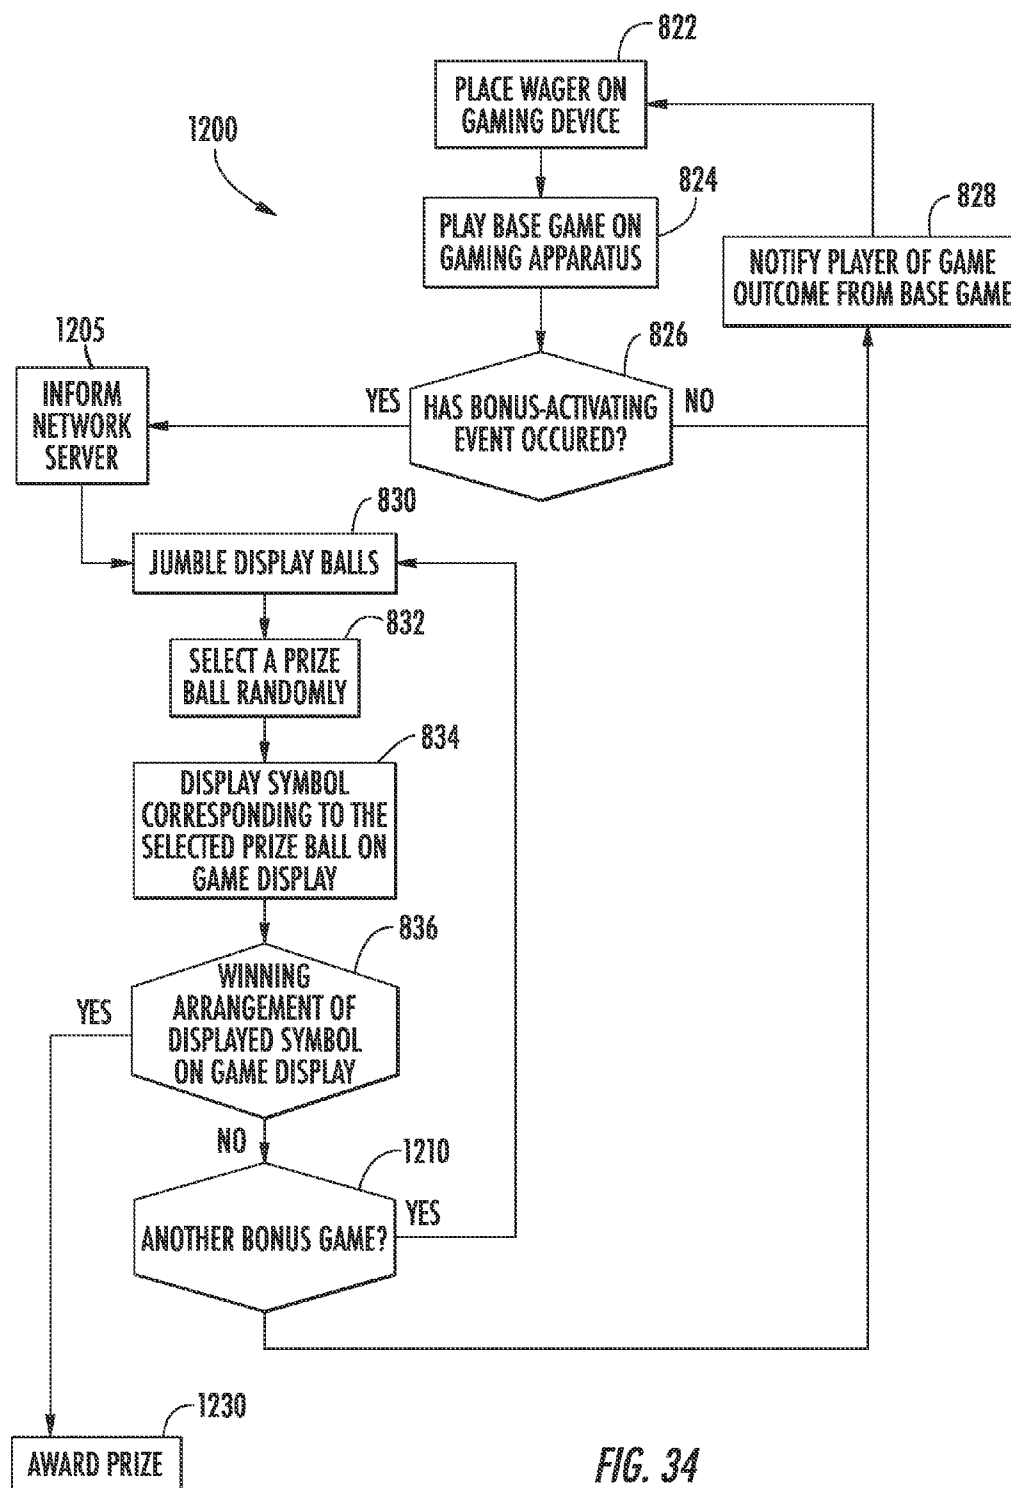 822
PLACE WAGER ON
GAMING DEVICE
1200
824
PLAY BASE GAME ON
GAMING APPARATUS
828
NOTIFY PLAYER OF GAME
OUTCOME FROM BASE GAME
1205
INFORM
NETWORK
SERVER
826
YES
HAS BONUS-ACTIVATING
EVENT OCCURED?
NO
830
JUMBLE DISPLAY BALLS
832
SELECT A PRIZE
BALL RANDOMLY
834
DISPLAY SYMBOL
CORRESPONDING TO THE
SELECTED PRIZE BALL ON
GAME DISPLAY
836
YES
WINNING
ARRANGEMENT OF
DISPLAYED SYMBOL
ON GAME DISPLAY
NO
1210
ANOTHER BONUS GAME?
YES
1230
AWARD PRIZE
FIG. 34